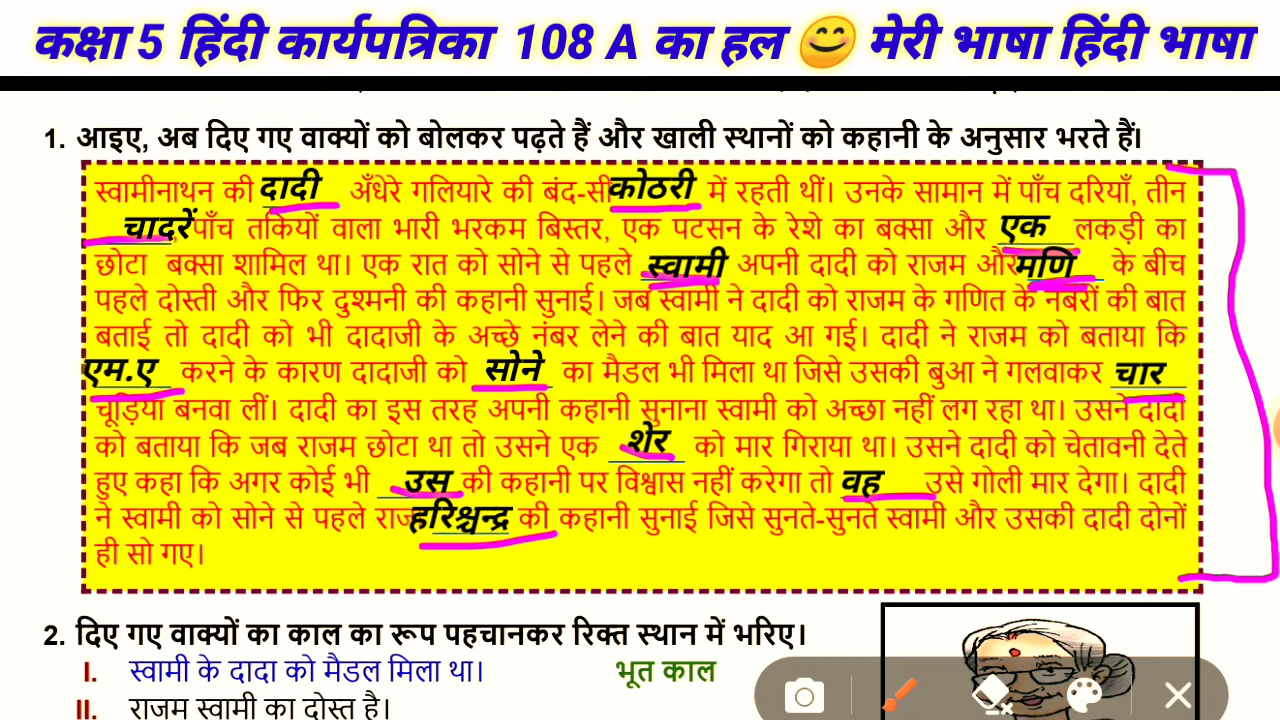 कक्षा 5 हिंदी कार्यपत्रिका 108 A का हल 😊 मेरी भाषा हिंदी भाषा
1. आइए, अब दिए गए वाक्यों को बोलकर पढ़ते हैं और खाली स्थानों को कहानी के अनुसार भरते हैं।
स्वामीनाथन की दादी अँधेरे गलियारे की बंद-सी कोठरी में रहती थीं। उनके सामान में पाँच दरियाँ, तीन
चादरें, पाँच तकियों वाला भारी भरकम बिस्तर, एक पटसन के रेशे का बक्सा और एक लकड़ी का
छोटा बक्सा शामिल था। एक रात को सोने से पहले स्वामी अपनी दादी को राजम और मणि के बीच
पहले दोस्ती और फिर दुश्मनी की कहानी सुनाई। जब स्वामी ने दादी को राजम के गणित के नंबरों की बात
बताई तो दादी को भी दादाजी के अच्छे नंबर लेने की बात याद आ गई। दादी ने राजम को बताया कि
एम.ए करने के कारण दादाजी को सोने का मैडल भी मिला था जिसे उसकी बुआ ने गलवाकर चार
चूड़ियाँ बनवा लीं। दादी का इस तरह अपनी कहानी सुनाना स्वामी को अच्छा नहीं लग रहा था। उसने दादी
को बताया कि जब राजम छोटा था तो उसने एक शेर को मार गिराया था। उसने दादी को चेतावनी देते
हुए कहा कि अगर कोई भी उस की कहानी पर विश्वास नहीं करेगा तो वह उसे गोली मार देगा। दादी
ने स्वामी को सोने से पहले राजा हरिश्चन्द्र की कहानी सुनाई जिसे सुनते-सुनते स्वामी और उसकी दादी दोनों
ही सो गए।
2. दिए गए वाक्यों का काल का रूप पहचानकर रिक्त स्थान में भरिए।
I. स्वामी के दादा को मैडल मिला था। भूत काल
II. राजम स्वामी का दोस्त है।